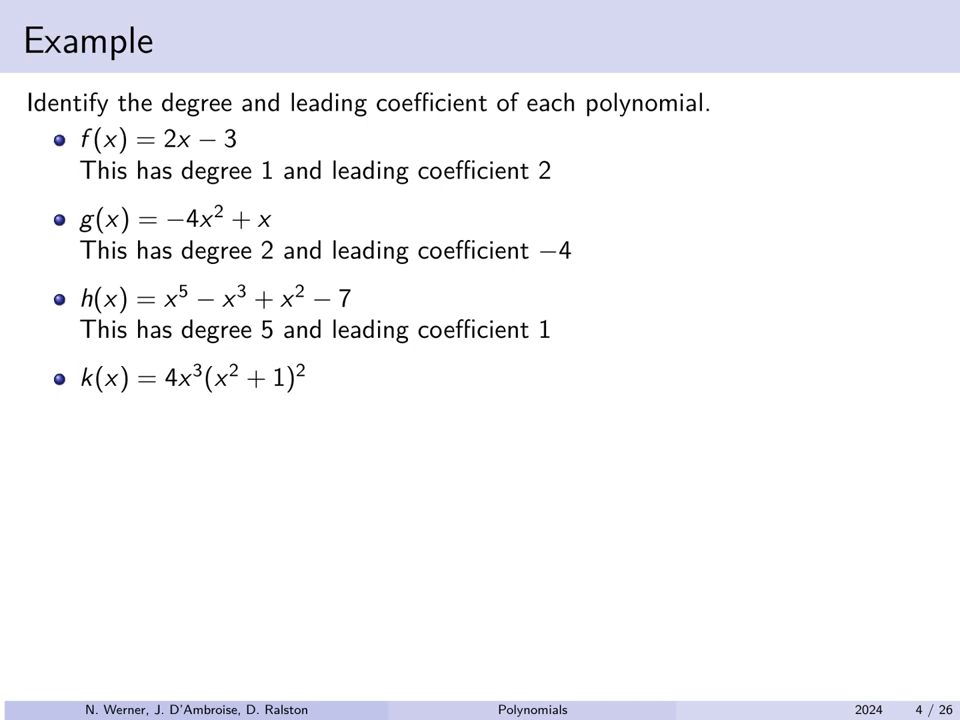 Example
Identify the degree and leading coefficient of each polynomial.
f(x) = 2x − 3
This has degree 1 and leading coefficient 2
g(x) = −4x² + x
This has degree 2 and leading coefficient −4
h(x) = x⁵ − x³ + x² − 7
This has degree 5 and leading coefficient 1
k(x) = 4x³(x² + 1)²
N. Werner, J. D'Ambroise, D. Ralston Polynomials 2024 4 / 26